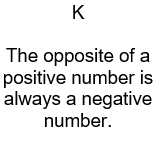 K
The opposite of a
positive number is
always a negative
number.